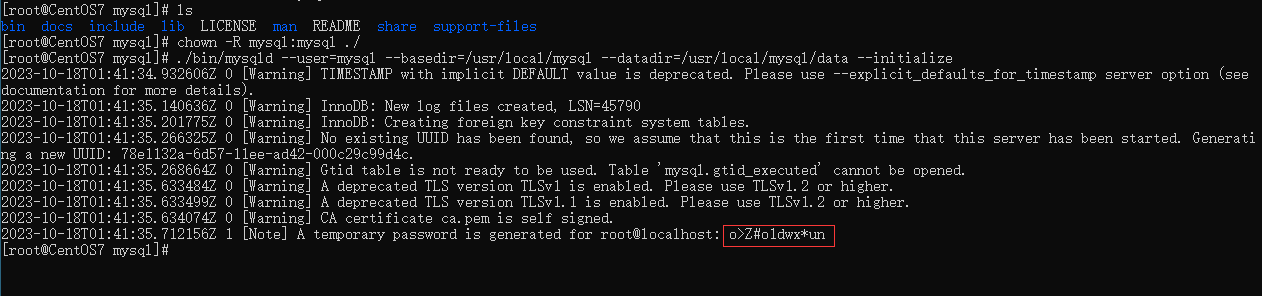 [root@CentOS7 mysql]# ls
bin docs include lib LICENSE man README share support-files
[root@CentOS7 mysql]# chown -R mysql:mysql ./
[root@CentOS7 mysql]# ./bin/mysqld --user=mysql --basedir=/usr/local/mysql --datadir=/usr/local/mysql/data --initialize
2023-10-18T01:41:34.932606Z 0 [Warning] TIMESTAMP with implicit DEFAULT value is deprecated. Please use --explicit_defaults_for_timestamp server option (see
documentation for more details).
2023-10-18T01:41:35.140636Z 0 [Warning] InnoDB: New log files created, LSN=45790
2023-10-18T01:41:35.201775Z 0 [Warning] InnoDB: Creating foreign key constraint system tables.
2023-10-18T01:41:35.266325Z 0 [Warning] No existing UUID has been found, so we assume that this is the first time that this server has been started. Generati
ng a new UUID: 78e1132a-6d57-11ee-ad42-000c29c99d4c.
2023-10-18T01:41:35.268664Z 0 [Warning] Gtid table is not ready to be used. Table 'mysql.gtid_executed' cannot be opened.
2023-10-18T01:41:35.633484Z 0 [Warning] A deprecated TLS version TLSv1 is enabled. Please use TLSv1.2 or higher.
2023-10-18T01:41:35.633499Z 0 [Warning] A deprecated TLS version TLSv1.1 is enabled. Please use TLSv1.2 or higher.
2023-10-18T01:41:35.634074Z 0 [Warning] CA certificate ca.pem is self signed.
2023-10-18T01:41:35.712156Z 1 [Note] A temporary password is generated for root@localhost: o>Z#oldwx*un
[root@CentOS7 mysql]#